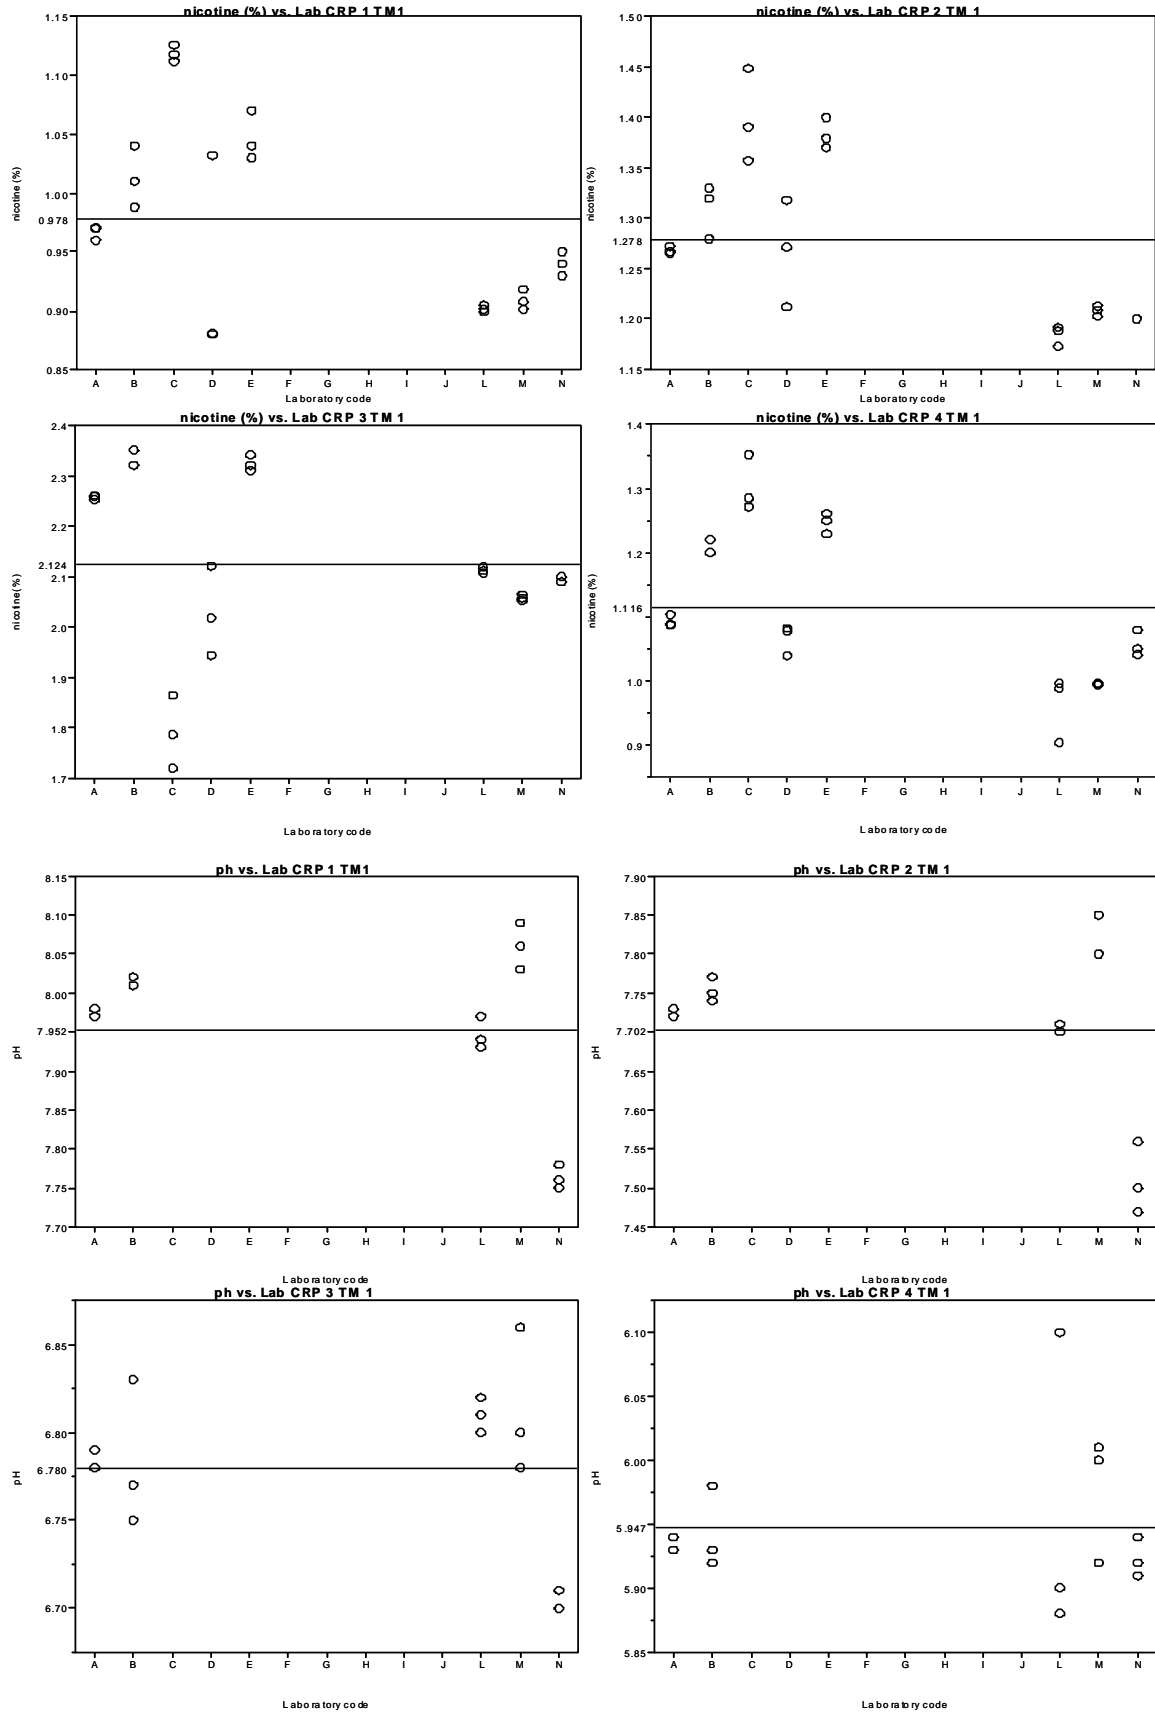 nicotine (%) vs. Lab CRP 1 TM1
1.15
1.10
1.05
1.00
0.978
0.95
0.90
0.85
nicotine (%)
A B C D E F G H I J L M N
Laboratory code
nicotine (%) vs. Lab CRP 2 TM 1
1.50
1.45
1.40
1.35
1.30
1.278
1.25
1.20
1.15
nicotine (%)
A B C D E F G H I J L M N
Laboratory code
nicotine (%) vs. Lab CRP 3 TM 1
2.4
2.3
2.2
2.124
2.1
2.0
1.9
1.8
1.7
nicotine (%)
A B C D E F G H I J L M N
Laboratory code
nicotine (%) vs. Lab CRP 4 TM 1
1.4
1.3
1.2
1.116
1.0
0.9
nicotine (%)
A B C D E F G H I J L M N
Laboratory code
ph vs. Lab CRP 1 TM1
8.15
8.10
8.05
8.00
7.952
7.90
7.85
7.80
7.75
7.70
pH
A B C D E F G H I J L M N
Laboratory code
ph vs. Lab CRP 2 TM 1
7.90
7.85
7.80
7.75
7.702
7.65
7.60
7.55
7.50
7.45
pH
A B C D E F G H I J L M N
Laboratory code
ph vs. Lab CRP 3 TM 1
6.85
6.80
6.780
6.75
6.70
pH
A B C D E F G H I J L M N
Laboratory code
ph vs. Lab CRP 4 TM 1
6.10
6.05
6.00
5.947
5.90
5.85
pH
A B C D E F G H I J L M N
Laboratory code